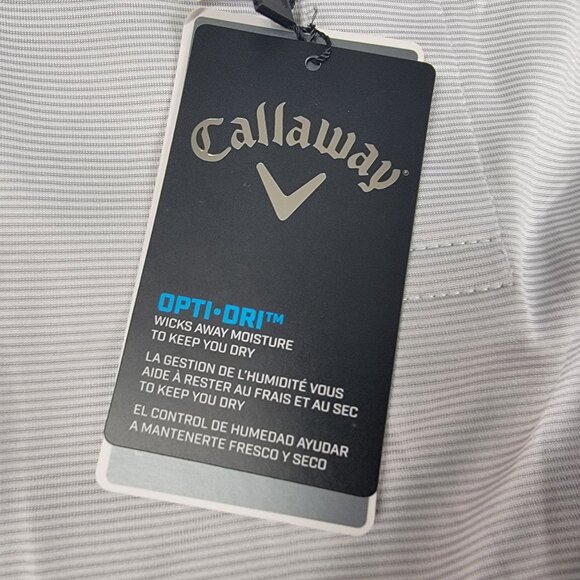 Callaway®
OPTI•DRI™
WICKS AWAY MOISTURE
TO KEEP YOU DRY
LA GESTION DE L'HUMIDITÉ VOUS
AIDE À RESTER AU FRAIS ET AU SEC
TO KEEP YOU DRY
EL CONTROL DE HUMEDAD AYUDAR
A MANTENERTE FRESCO Y SECO